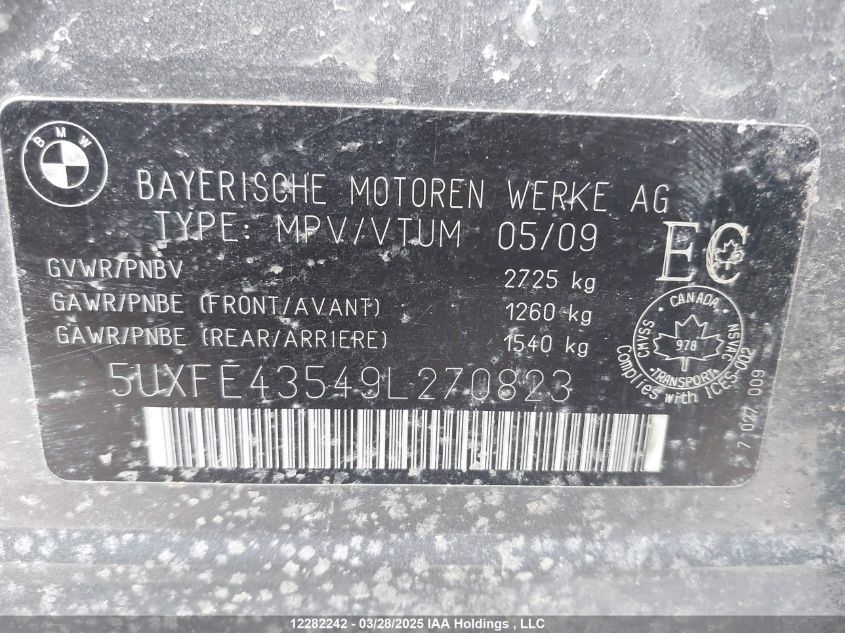 BMW
BAYERISCHE MOTOREN WERKE AG
TYPE: MPV/VTUM 05/09
EC
GVWR/PNBV 2725 kg
GAWR/PNBE (FRONT/AVANT) 1260 kg
GAWR/PNBE (REAR/ARRIERE) 1540 kg
CANADA
CMVSS NSVAC
978
TRANSPORT
Complies with ICES-002
5UXFE43549L270823
7 027 009
12282242 - 03/28/2025 IAA Holdings , LLC